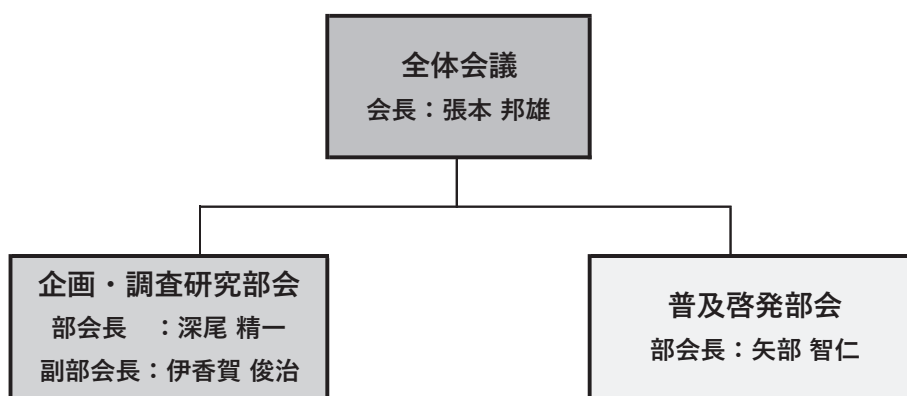 全体会議
会長：張本 邦雄
企画・調査研究部会
部会長　：深尾 精一
副部会長：伊香賀 俊治
普及啓発部会
部会長：矢部 智仁